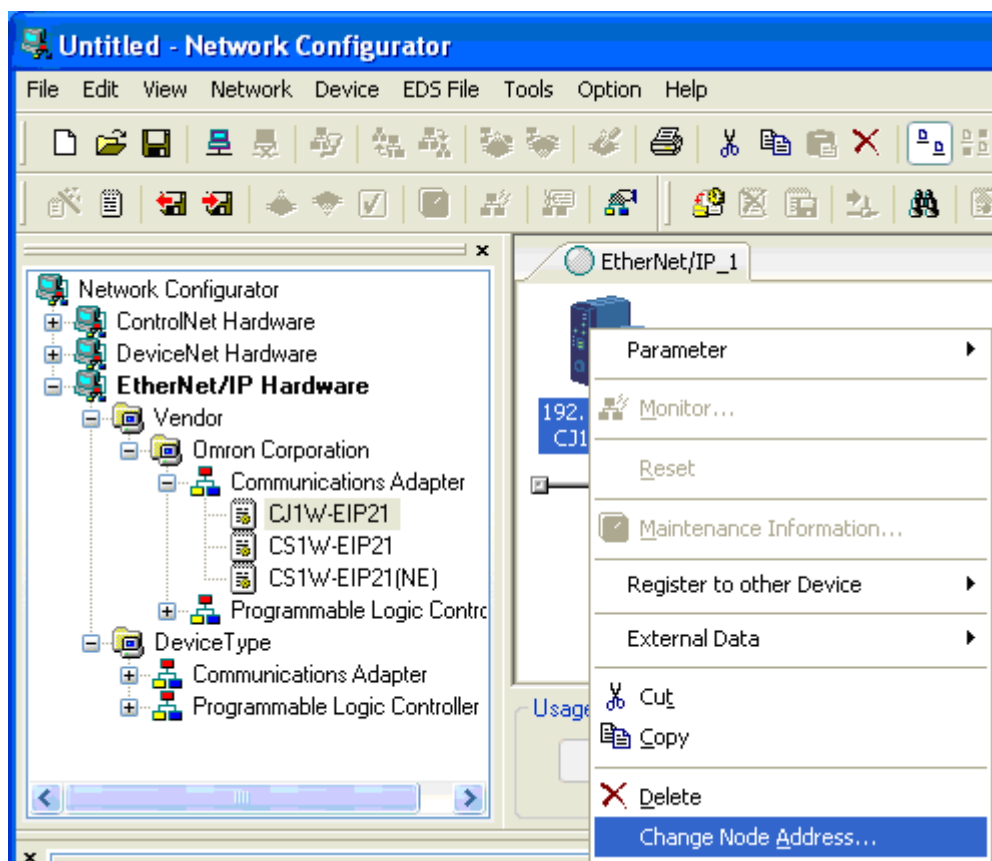 Untitled - Network Configurator
File Edit View Network Device EDS File Tools Option Help
Network Configurator
ControlNet Hardware
DeviceNet Hardware
EtherNet/IP Hardware
Vendor
Omron Corporation
Communications Adapter
CJ1W-EIP21
CS1W-EIP21
CS1W-EIP21(NE)
Programmable Logic Contrc
DeviceType
Communications Adapter
Programmable Logic Controller
EtherNet/IP_1
192.
CJ1
Usage
Parameter
Monitor...
Reset
Maintenance Information...
Register to other Device
External Data
Cut
Copy
Delete
Change Node Address...